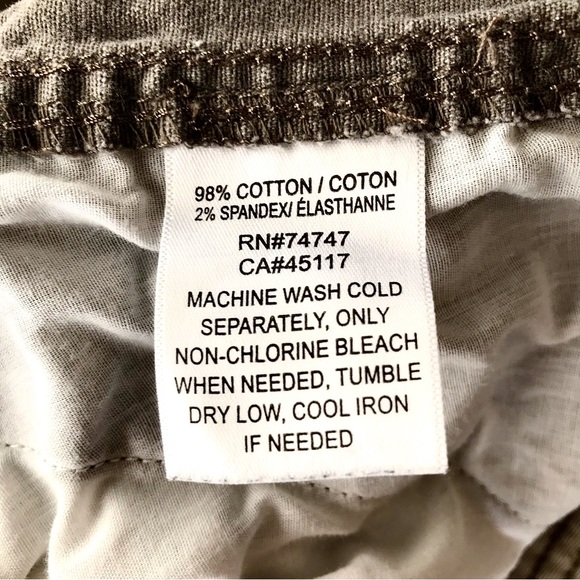 98% COTTON / COTON
2% SPANDEX/ ÉLASTHANNE
RN#74747
CA#45117
MACHINE WASH COLD
SEPARATELY, ONLY
NON-CHLORINE BLEACH
WHEN NEEDED, TUMBLE
DRY LOW, COOL IRON
IF NEEDED